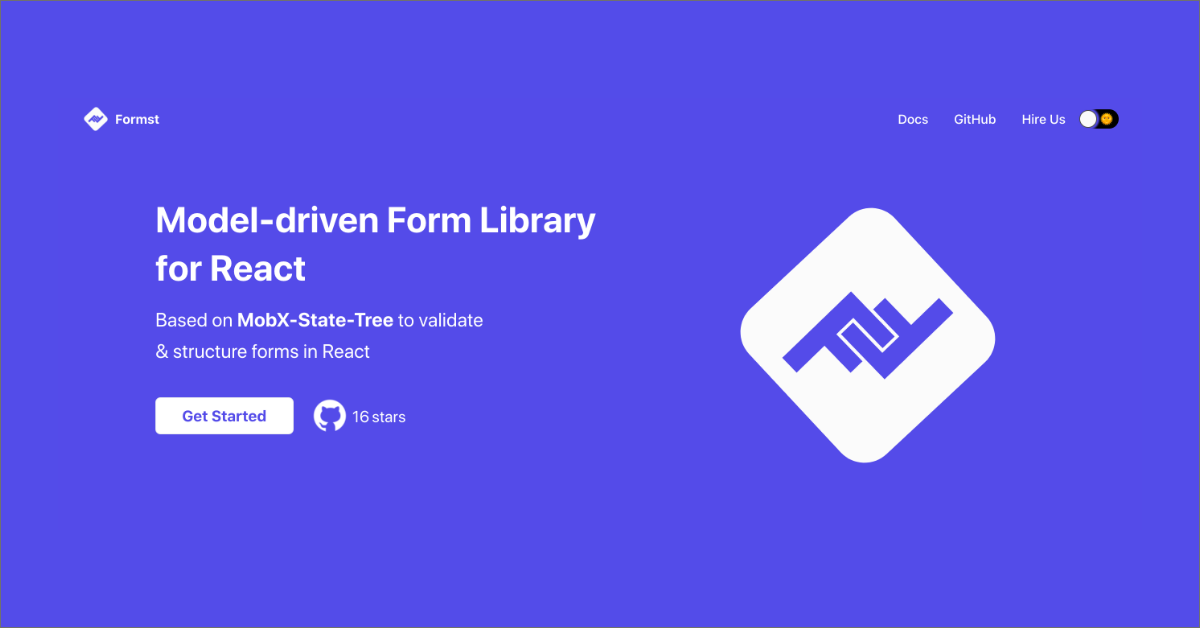 Formst
Docs
GitHub
Hire Us
Model-driven Form Library
for React
Based on MobX-State-Tree to validate
& structure forms in React
Get Started
16 stars